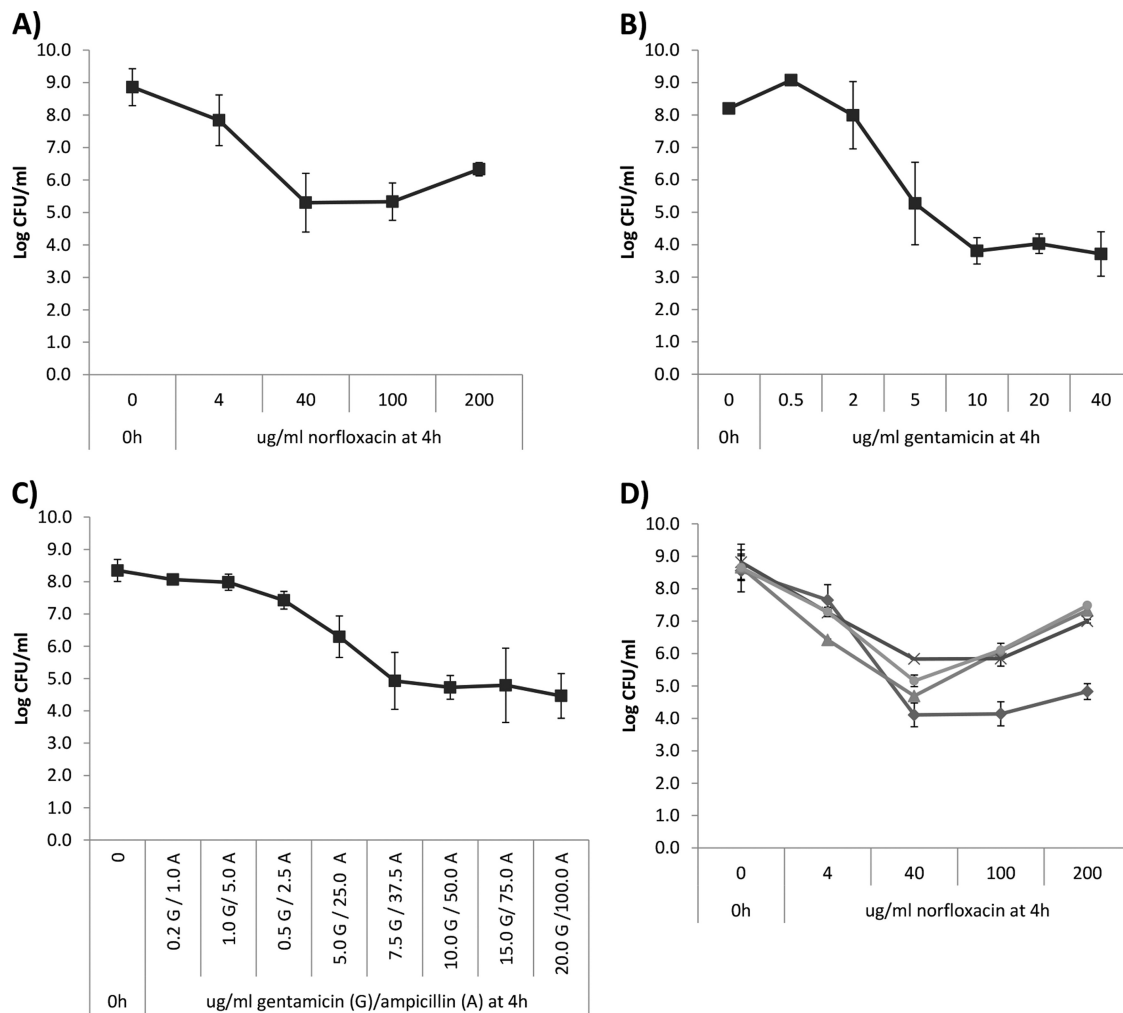 A)
10.0
9.0
8.0
7.0
6.0
5.0
4.0
3.0
2.0
1.0
0.0
Log CFU/ml
0 4 40 100 200
0h ug/ml norfloxacin at 4h
B)
10.0
9.0
8.0
7.0
6.0
5.0
4.0
3.0
2.0
1.0
0.0
Log CFU/ml
0 0.5 2 5 10 20 40
0h ug/ml gentamicin at 4h
C)
10.0
9.0
8.0
7.0
6.0
5.0
4.0
3.0
2.0
1.0
0.0
Log CFU/ml
0
0.2 G / 1.0 A
1.0 G/ 5.0 A
0.5 G / 2.5 A
5.0 G / 25.0 A
7.5 G / 37.5 A
10.0 G / 50.0 A
15.0 G/ 75.0 A
20.0 G /100.0 A
0h ug/ml gentamicin (G)/ampicillin (A) at 4h
D)
10.0
9.0
8.0
7.0
6.0
5.0
4.0
3.0
2.0
1.0
0.0
Log CFU/ml
0 4 40 100 200
0h ug/ml norfloxacin at 4h